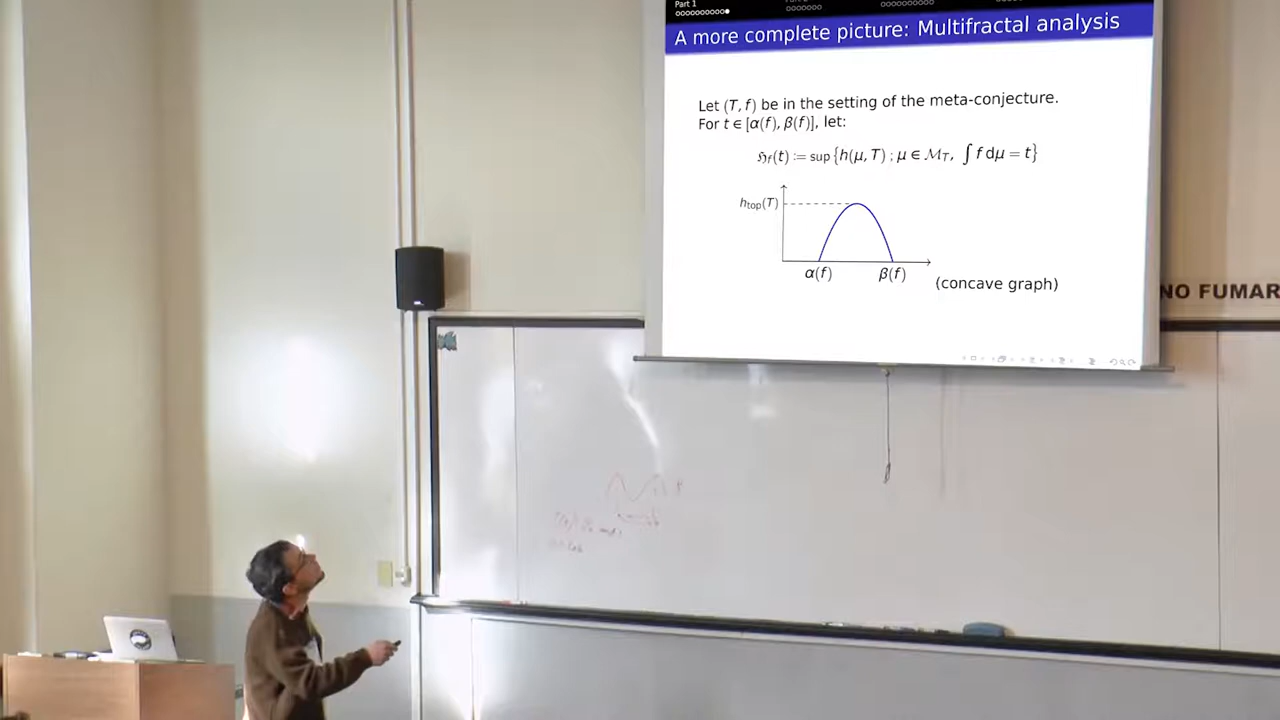 Part 1
A more complete picture: Multifractal analysis
Let (T, f) be in the setting of the meta-conjecture.
For t ∈ [α(f), β(f)], let:
ℌf(t) := sup {h(μ, T) ; μ ∈ ℳT, ∫ f dμ = t}
htop(T)
α(f)
β(f)
(concave graph)
NO FUMAR